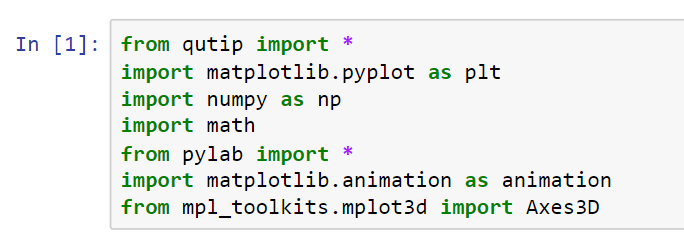 In [1]: from qutip import *
import matplotlib.pyplot as plt
import numpy as np
import math
from pylab import *
import matplotlib.animation as animation
from mpl_toolkits.mplot3d import Axes3D